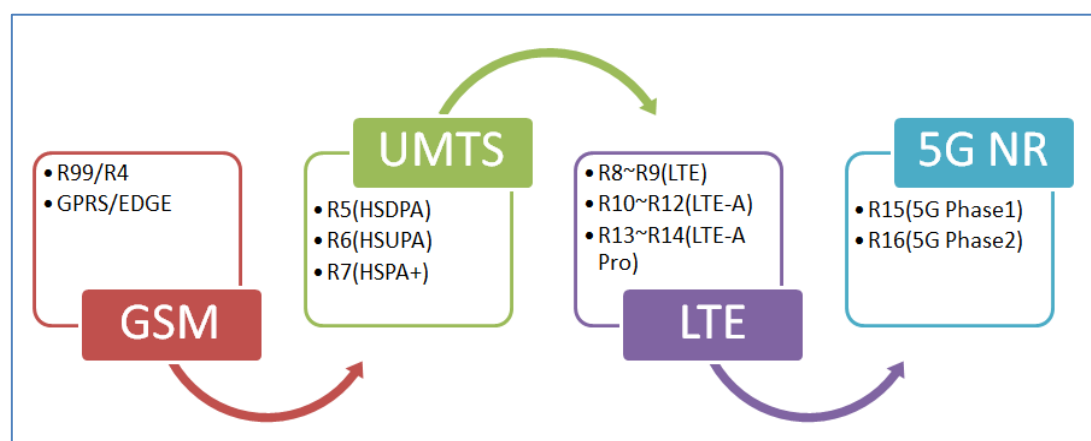 • R99/R4
• GPRS/EDGE
GSM
UMTS
• R5(HSDPA)
• R6(HSUPA)
• R7(HSPA+)
• R8~R9(LTE)
• R10~R12(LTE-A)
• R13~R14(LTE-A
Pro)
LTE
5G NR
• R15(5G Phase1)
• R16(5G Phase2)